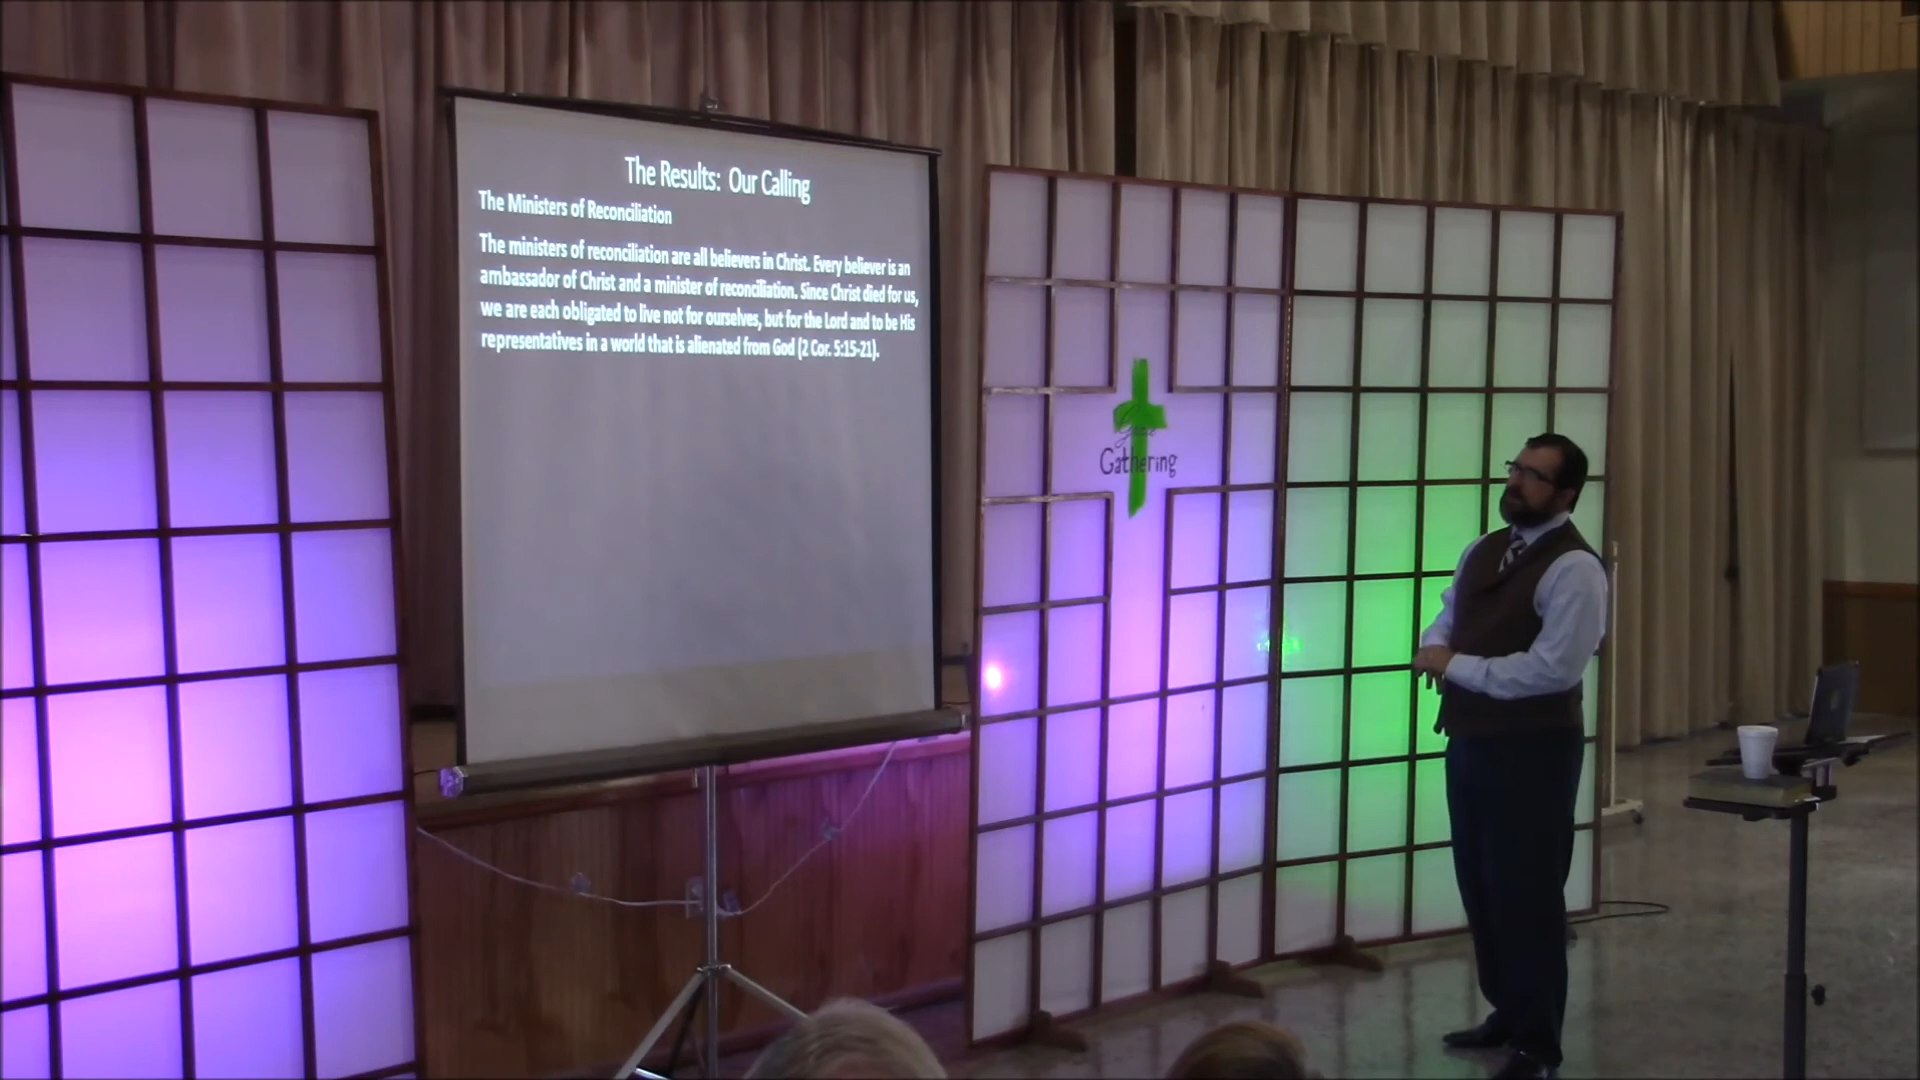 The Results: Our Calling
The Ministers of Reconciliation
The ministers of reconciliation are all believers in Christ. Every believer is an
ambassador of Christ and a minister of reconciliation. Since Christ died for us,
we are each obligated to live not for ourselves, but for the Lord and to be His
representatives in a world that is alienated from God (2 Cor. 5:15-21).
Gathering